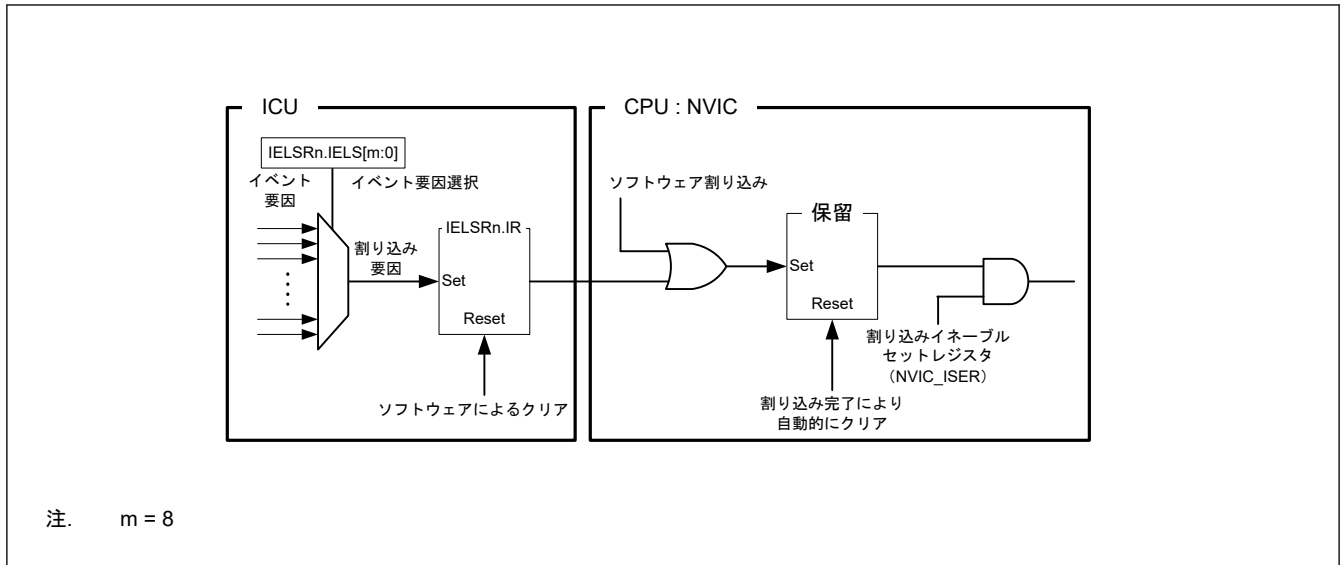 ICU
CPU : NVIC
IELSRn.IELS[m:0]
イベント
要因
イベント要因選択
割り込み
要因
IELSRn.IR
Set
Reset
ソフトウェアによるクリア
ソフトウェア割り込み
保留
Set
Reset
割り込みイネーブル
セットレジスタ
（NVIC_ISER）
割り込み完了により
自動的にクリア
注. m = 8